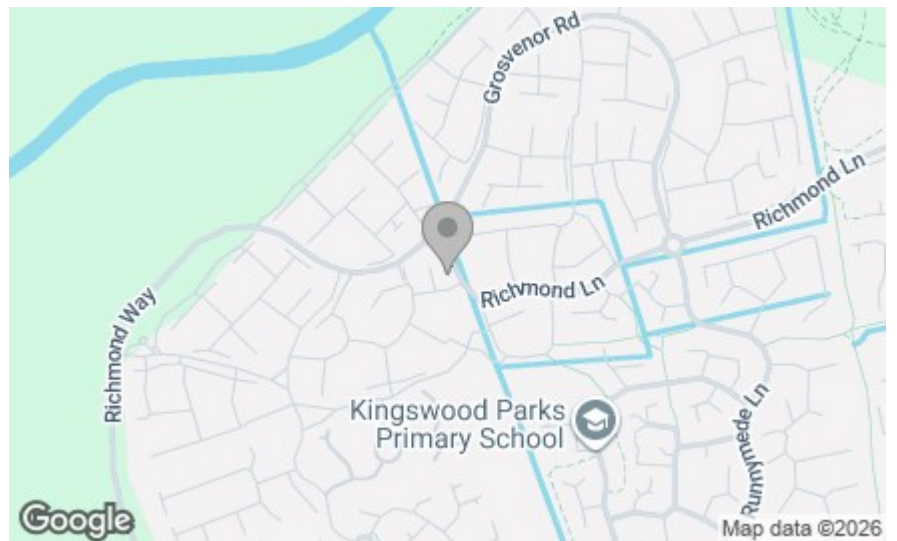 Grosvenor Rd
Richmond Ln
Richmond Ln
Richmond Way
Kingswood Parks
Primary School
Runnymede Ln
Google
Map data ©2026